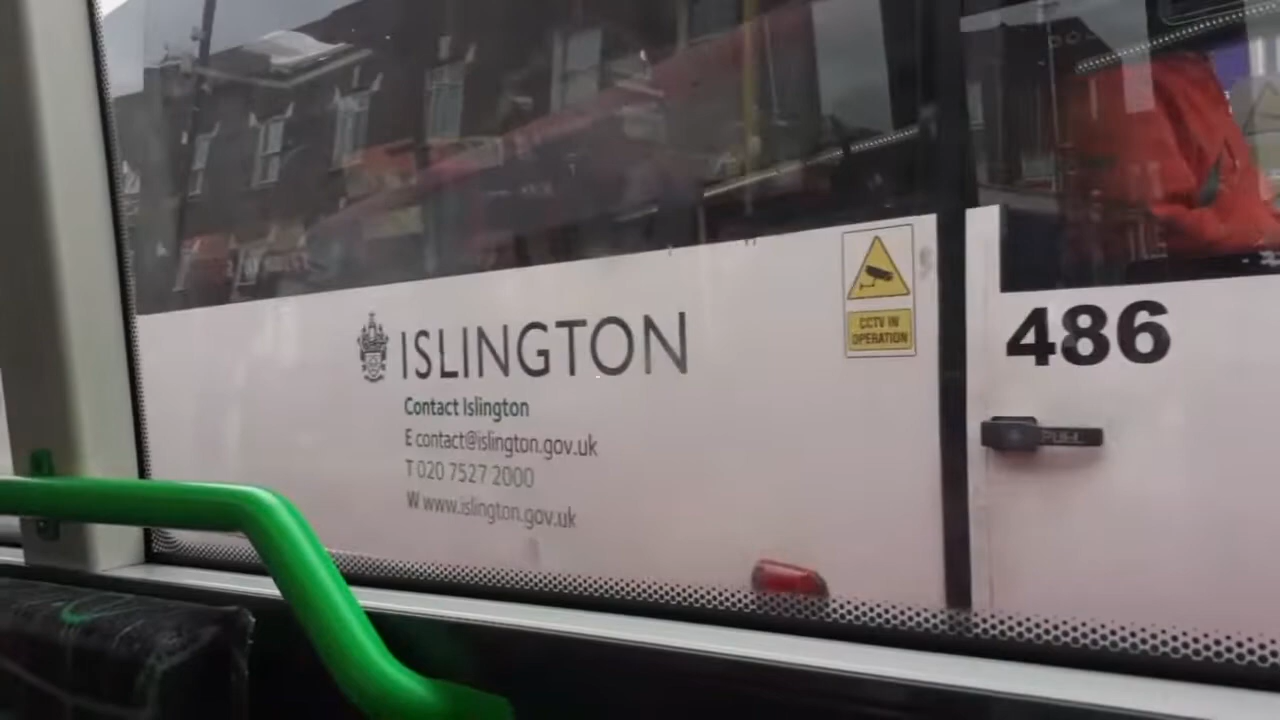 ISLINGTON
Contact Islington
E contact@islington.gov.uk
T 020 7527 2000
W www.islington.gov.uk
CCTV IN
OPERATION
486
PULL